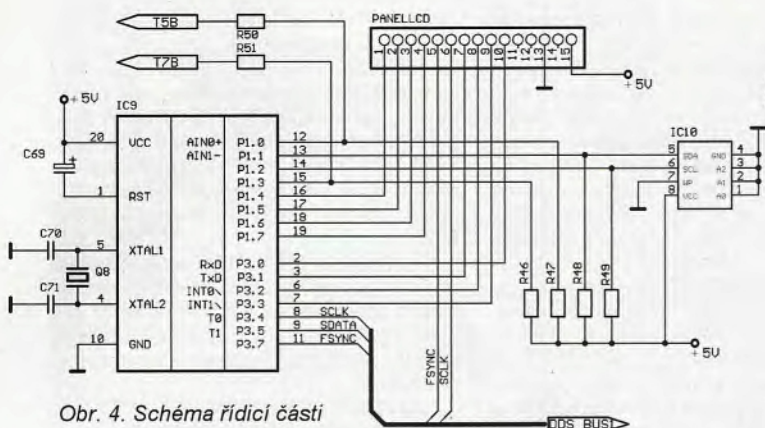 T5B
R50
R51
T7B
PANELLCD
1 2 3 4 5 6 7 8 9 10 11 12 13 14 15
+5V
+5V
IC9
20 VCC AIN0+ P1.0 12
AIN1- P1.1 13
P1.2 14
C69 +
1 RST P1.3 15
P1.4 16
P1.5 17
P1.6 18
P1.7 19
C70
5 XTAL1
Q8
C71
4 XTAL2
RxD P3.0 2
TxD P3.1 3
INT0\ P3.2 6
INT1\ P3.3 7
T0 P3.4 8 SCLK
T1 P3.5 9 SDATA
10 GND P3.7 11 FSYNC
FSYNC
SCLK
IC10
5 SDA GND 4
6 SCL A2 3
7 WP A1 2
8 VCC A0 1
R46
R47
R48
R49
+5V
DDS BUS1
Obr. 4. Schéma řídicí části